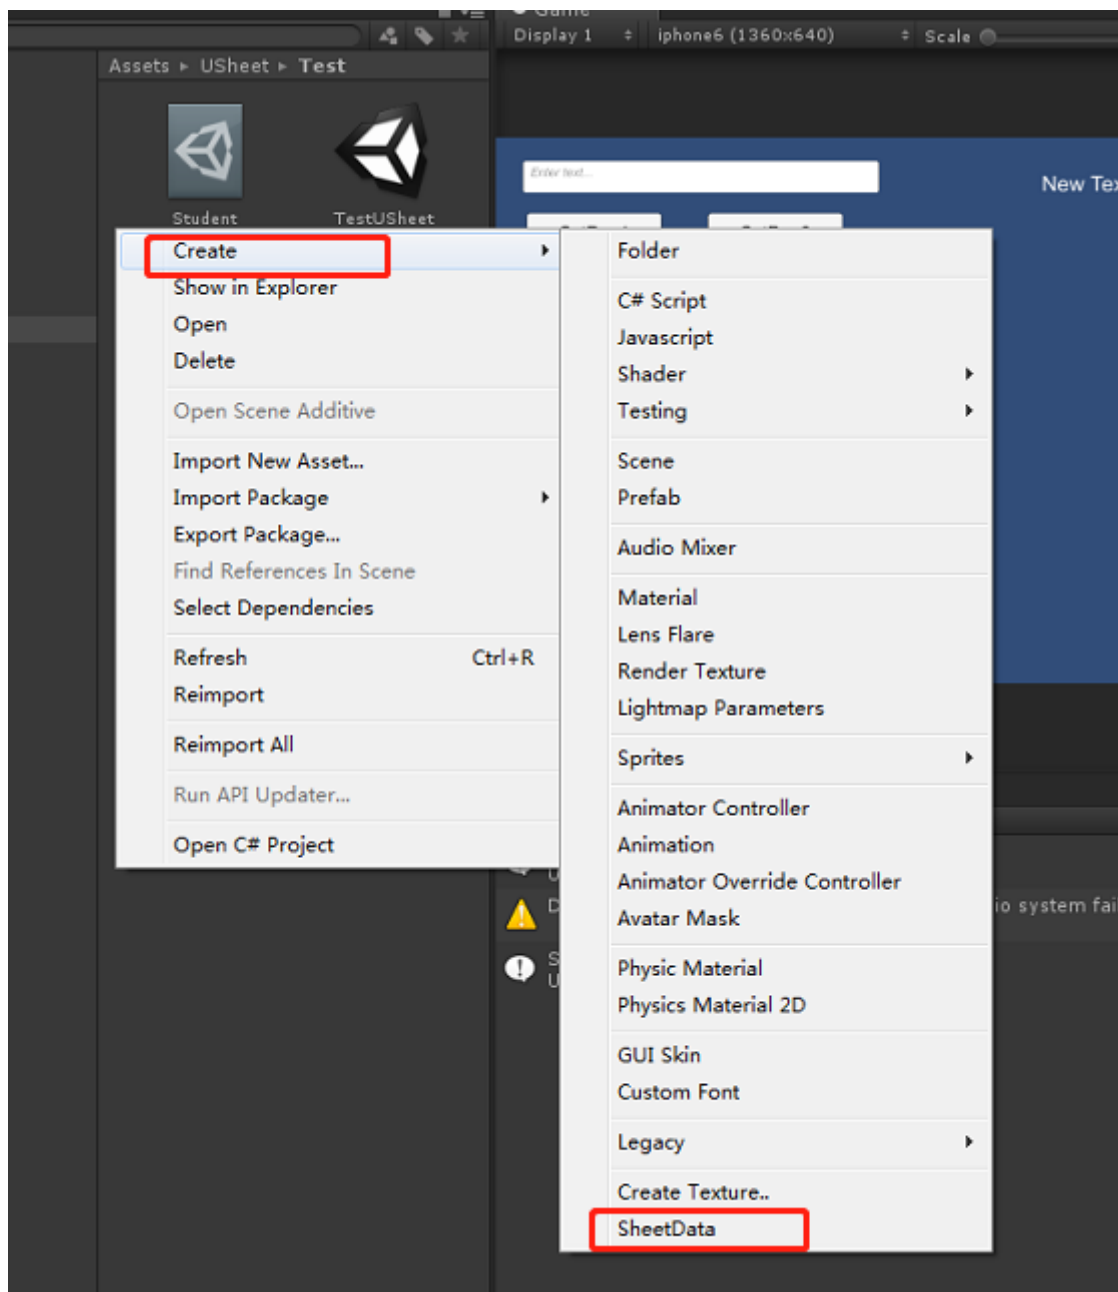 Game
Display 1 iphone6 (1360x640) Scale
Assets ▸ USheet ▸ Test
Enter text...
New Tex
Student TestUSheet
Create
Show in Explorer
Open
Delete
Open Scene Additive
Import New Asset...
Import Package
Export Package...
Find References In Scene
Select Dependencies
Refresh Ctrl+R
Reimport
Reimport All
Run API Updater...
Open C# Project
Folder
C# Script
Javascript
Shader
Testing
Scene
Prefab
Audio Mixer
Material
Lens Flare
Render Texture
Lightmap Parameters
Sprites
Animator Controller
Animation
Animator Override Controller
Avatar Mask
Physic Material
Physics Material 2D
GUI Skin
Custom Font
Legacy
Create Texture..
SheetData
U
D
io system fai
S
U